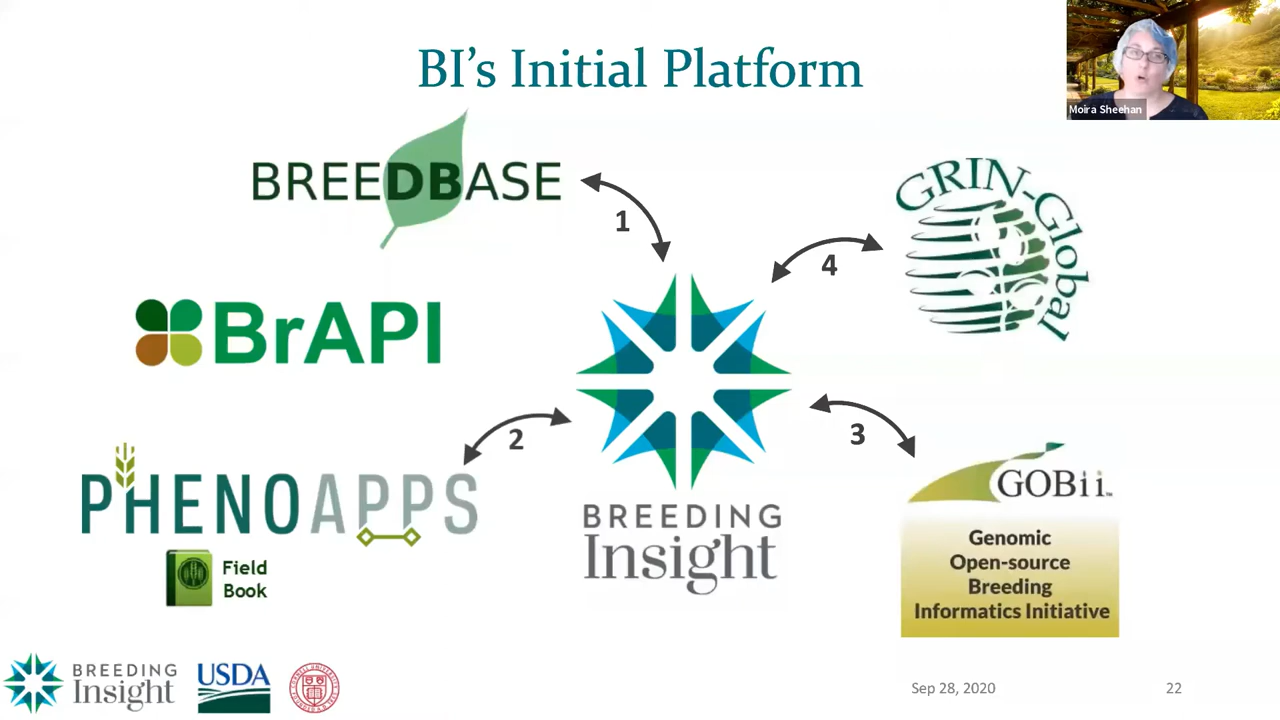 BI's Initial Platform
Moira Sheehan
BREEDBASE
1
GRIN-Global
4
BrAPI
2
3
PHENOAPPS
Field
Book
BREEDING
Insight
GOBii™
Genomic
Open-source
Breeding
Informatics Initiative
BREEDING
Insight
USDA
Sep 28, 2020
22